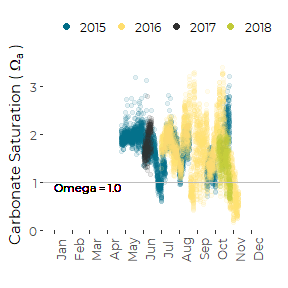 2015 2016 2017 2018
Carbonate Saturation ( Ωa )
3
2
1
0
Omega = 1.0
Jan Feb Mar Apr May Jun Jul Aug Sep Oct Nov Dec